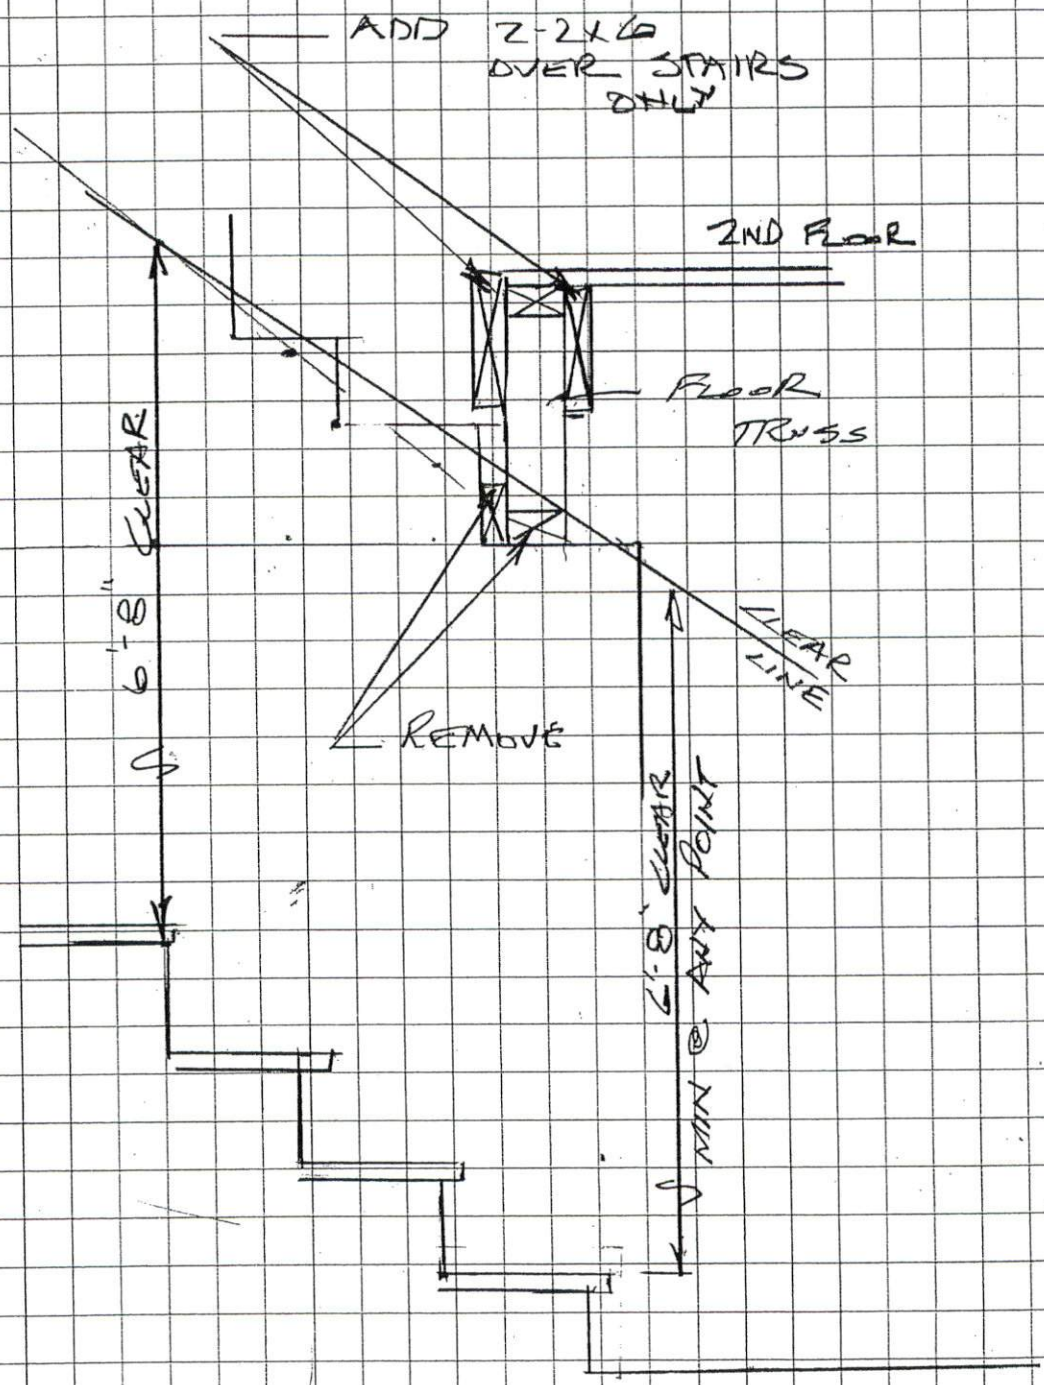 ADD 2-2X6
OVER STAIRS
ONLY
2ND FLOOR
FLOOR
TRUSS
6'-8" CLEAR
CLEAR
LINE
REMOVE
6'-8" CLEAR
MIN @ ANY POINT